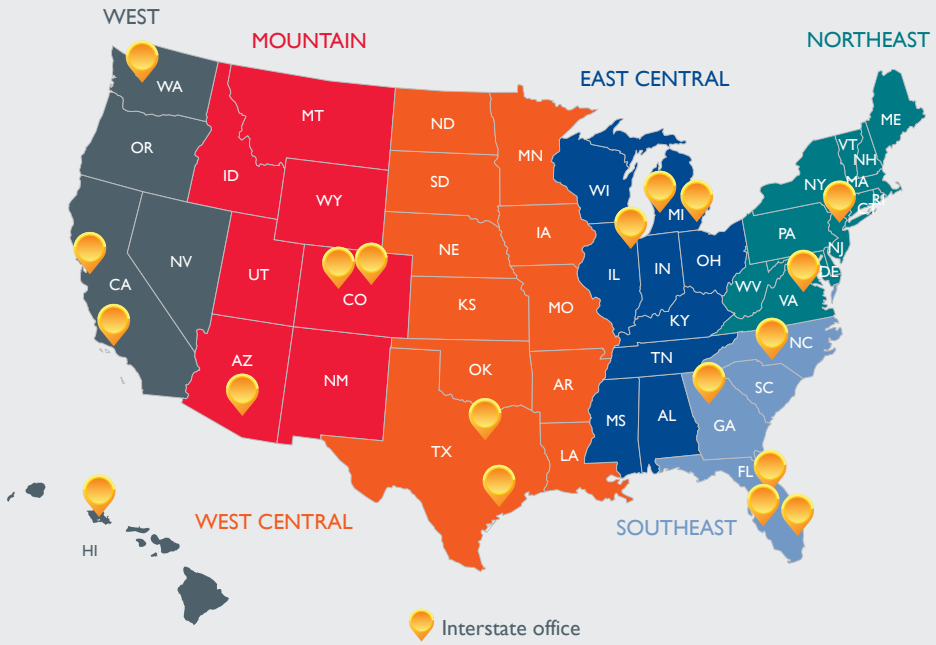 WEST
MOUNTAIN
NORTHEAST
EAST CENTRAL
WA
MT
ND
MN
ME
VT
NH
OR
ID
SD
WI
NY
MA
WY
MI
RI
CT
IA
PA
NE
NJ
NV
UT
CO
IL
IN
OH
DE
CA
KS
MO
WV
VA
KY
AZ
NM
OK
TN
NC
AR
SC
TX
MS
AL
GA
LA
FL
WEST CENTRAL
SOUTHEAST
HI
Interstate office